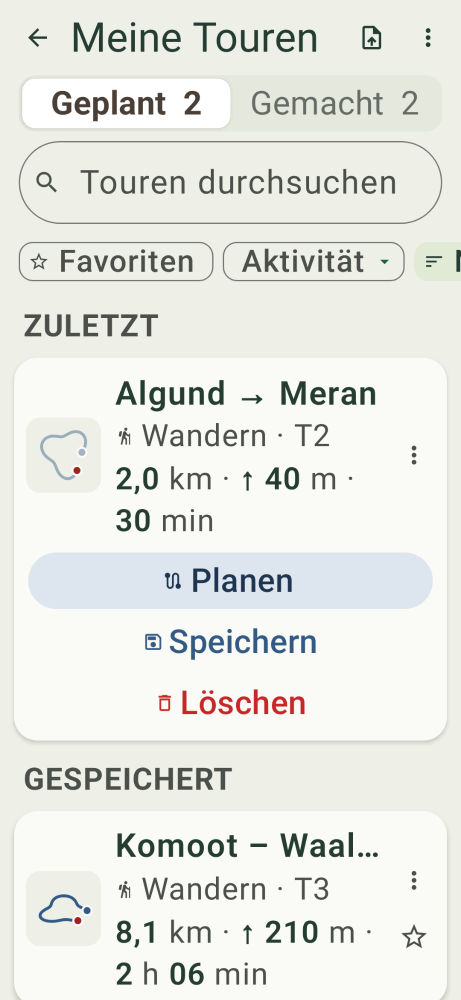 Meine Touren
Geplant 2 Gemacht 2
Touren durchsuchen
Favoriten Aktivität
ZULETZT
Algund → Meran
Wandern · T2
2,0 km · ↑ 40 m ·
30 min
Planen
Speichern
Löschen
GESPEICHERT
Komoot – Waal…
Wandern · T3
8,1 km · ↑ 210 m ·
2 h 06 min